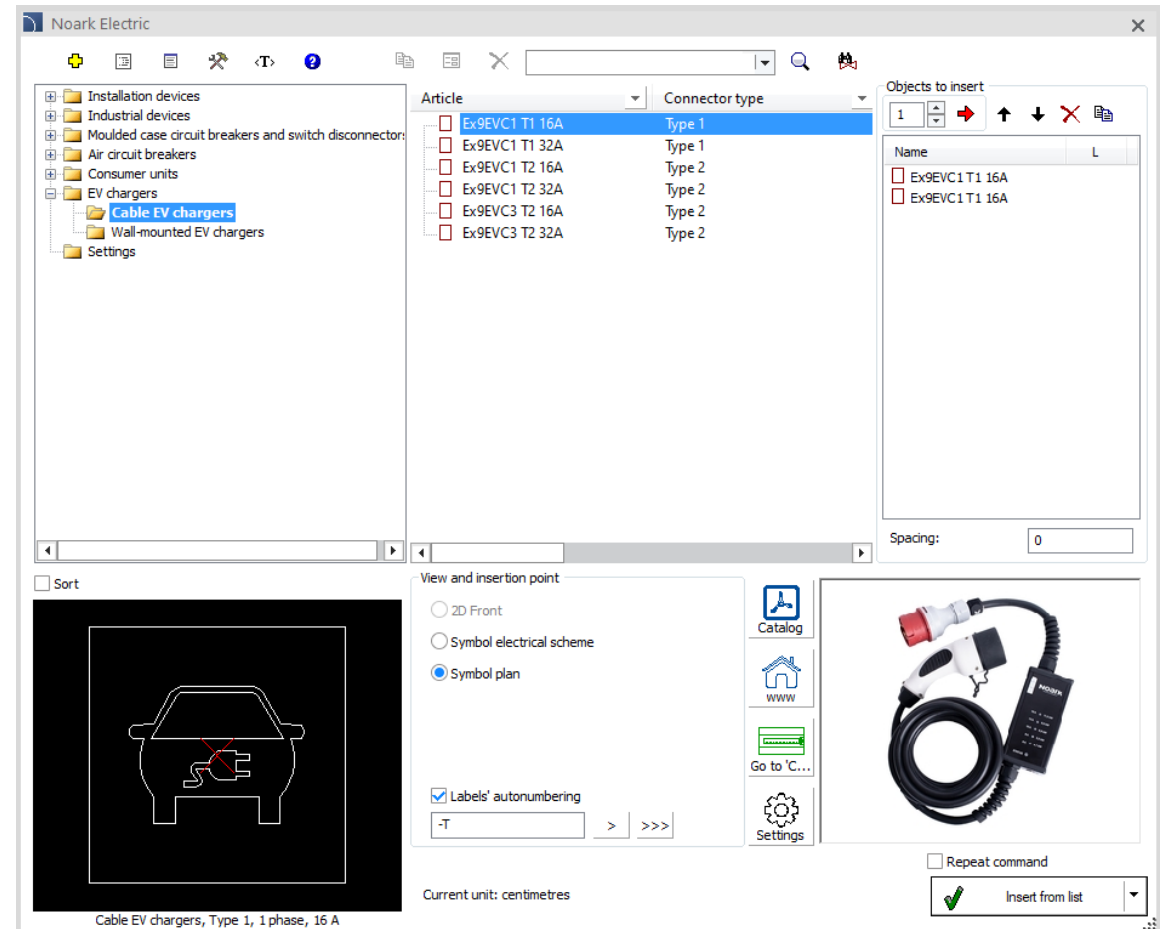 Noark Electric
‹T›
Installation devices
Industrial devices
Moulded case circuit breakers and switch disconnectors
Air circuit breakers
Consumer units
EV chargers
Cable EV chargers
Wall-mounted EV chargers
Settings
Article Connector type
Ex9EVC1 T1 16A Type 1
Ex9EVC1 T1 32A Type 1
Ex9EVC1 T2 16A Type 2
Ex9EVC1 T2 32A Type 2
Ex9EVC3 T2 16A Type 2
Ex9EVC3 T2 32A Type 2
Objects to insert
1
Name L
Ex9EVC1 T1 16A
Ex9EVC1 T1 16A
Spacing: 0
Sort
Cable EV chargers, Type 1, 1 phase, 16 A
View and insertion point
2D Front
Symbol electrical scheme
Symbol plan
Labels' autonumbering
-T > >>>
Current unit: centimetres
Catalog
www
Go to 'C...
Settings
NOARK
Repeat command
Insert from list